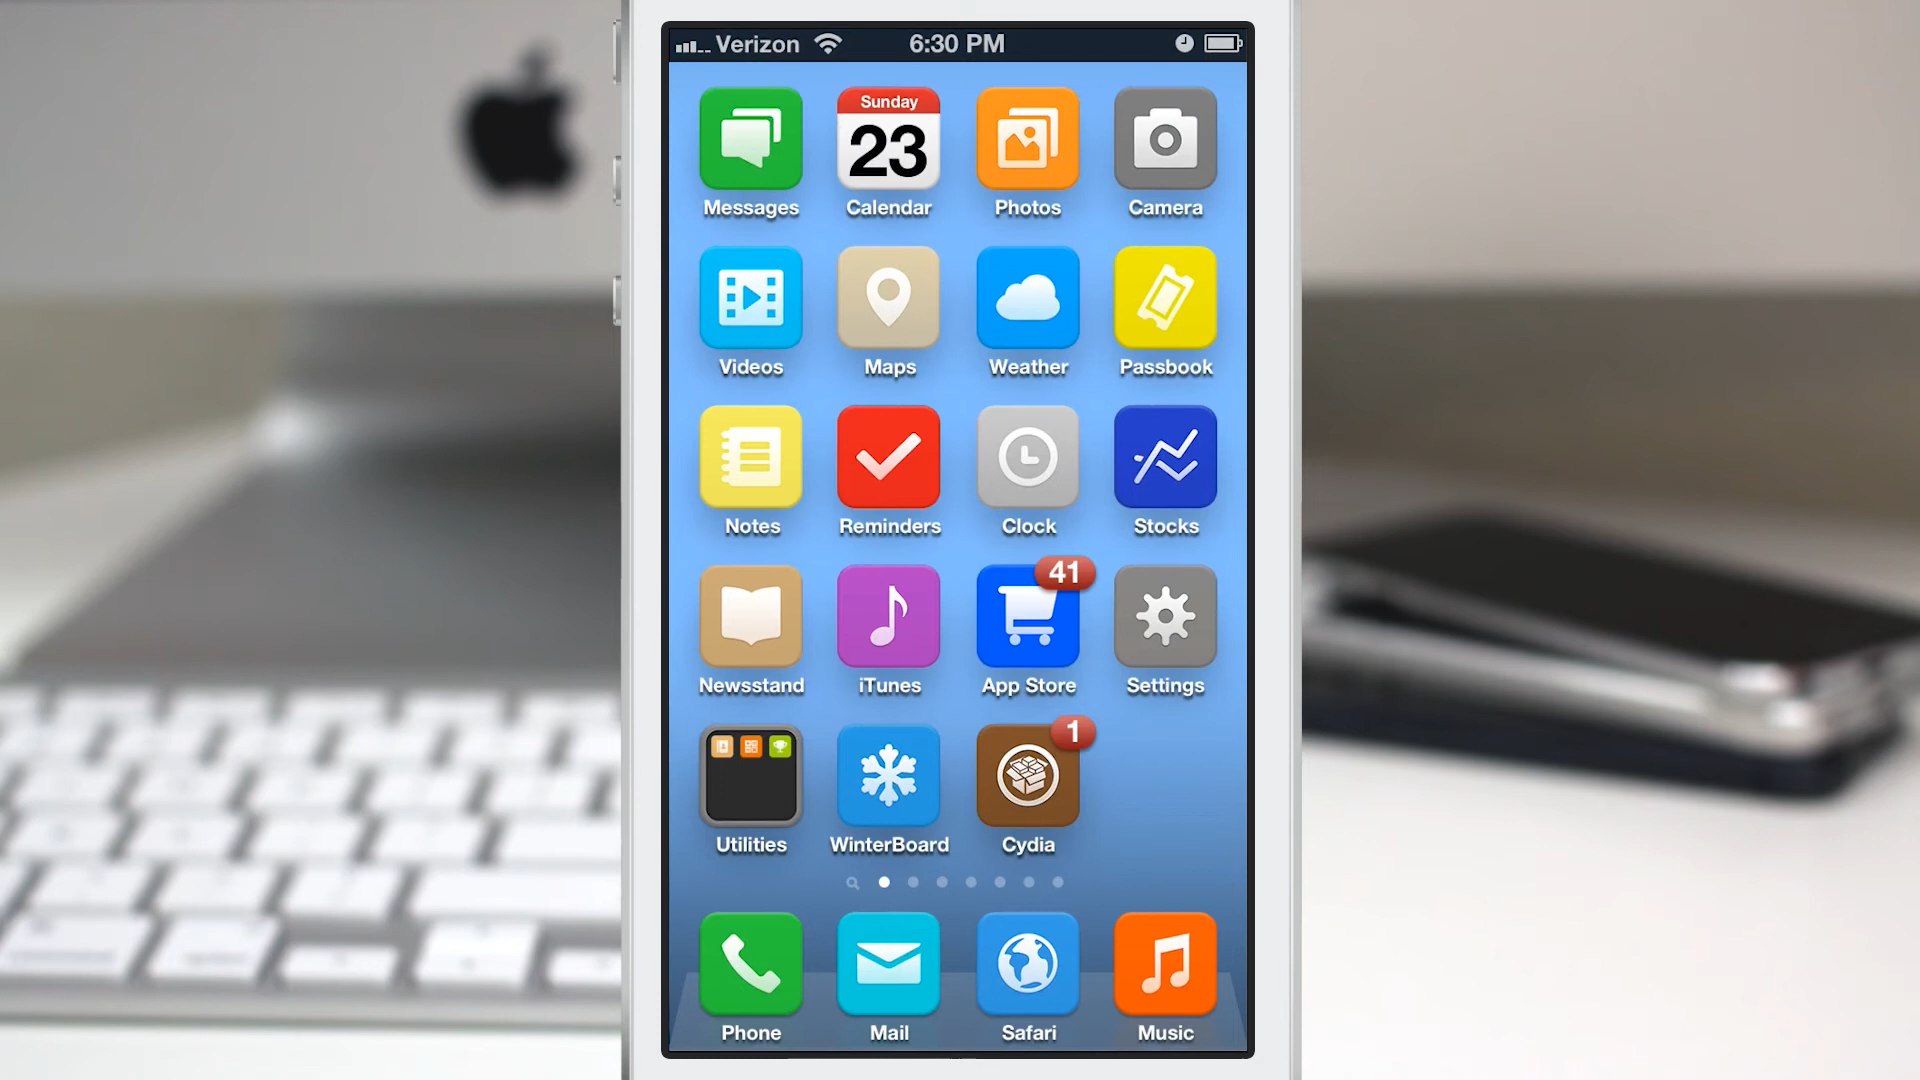 Verizon 6:30 PM
Sunday
23
Messages Calendar Photos Camera
Videos Maps Weather Passbook
Notes Reminders Clock Stocks
41
Newsstand iTunes App Store Settings
1
Utilities WinterBoard Cydia
Phone Mail Safari Music